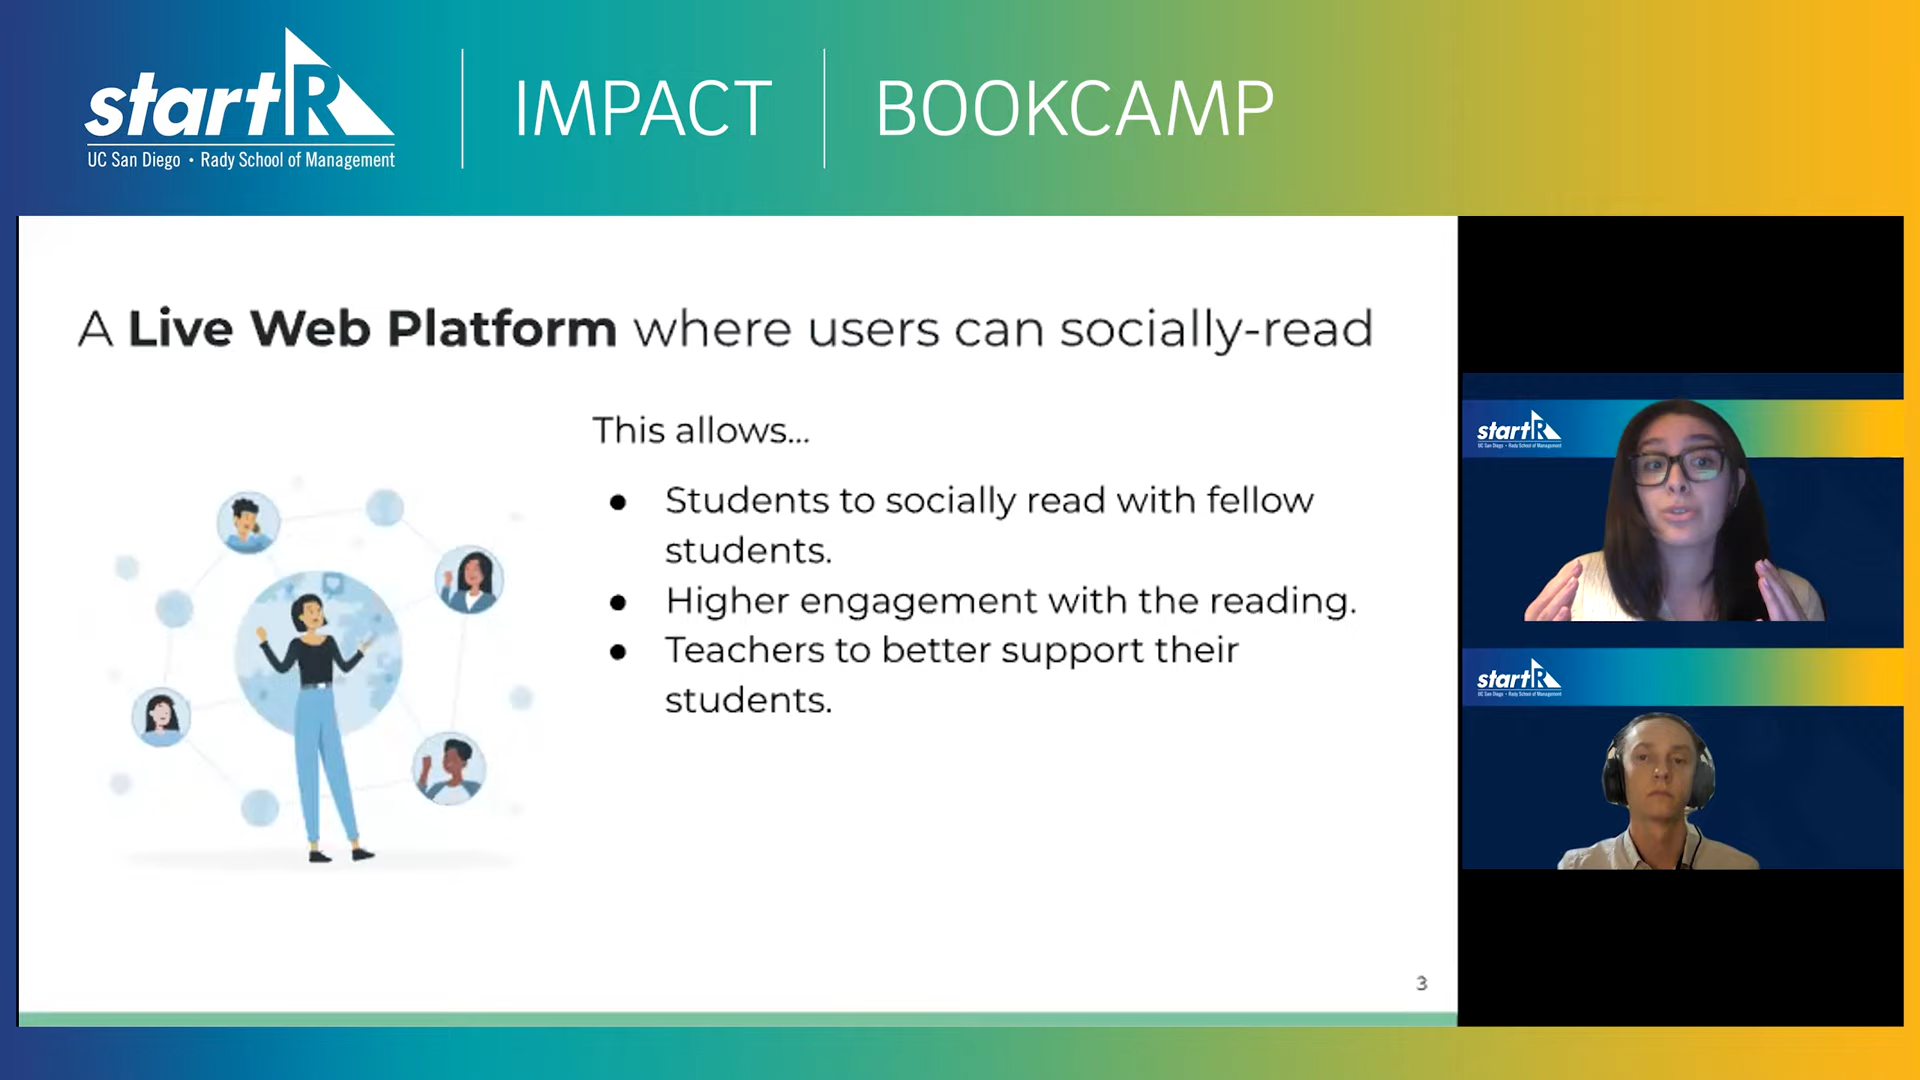 startR
UC San Diego • Rady School of Management
IMPACT
BOOKCAMP
A Live Web Platform where users can socially-read
This allows...
● Students to socially read with fellow
students.
● Higher engagement with the reading.
● Teachers to better support their
students.
3
startR
UC San Diego • Rady School of Management
startR
UC San Diego • Rady School of Management